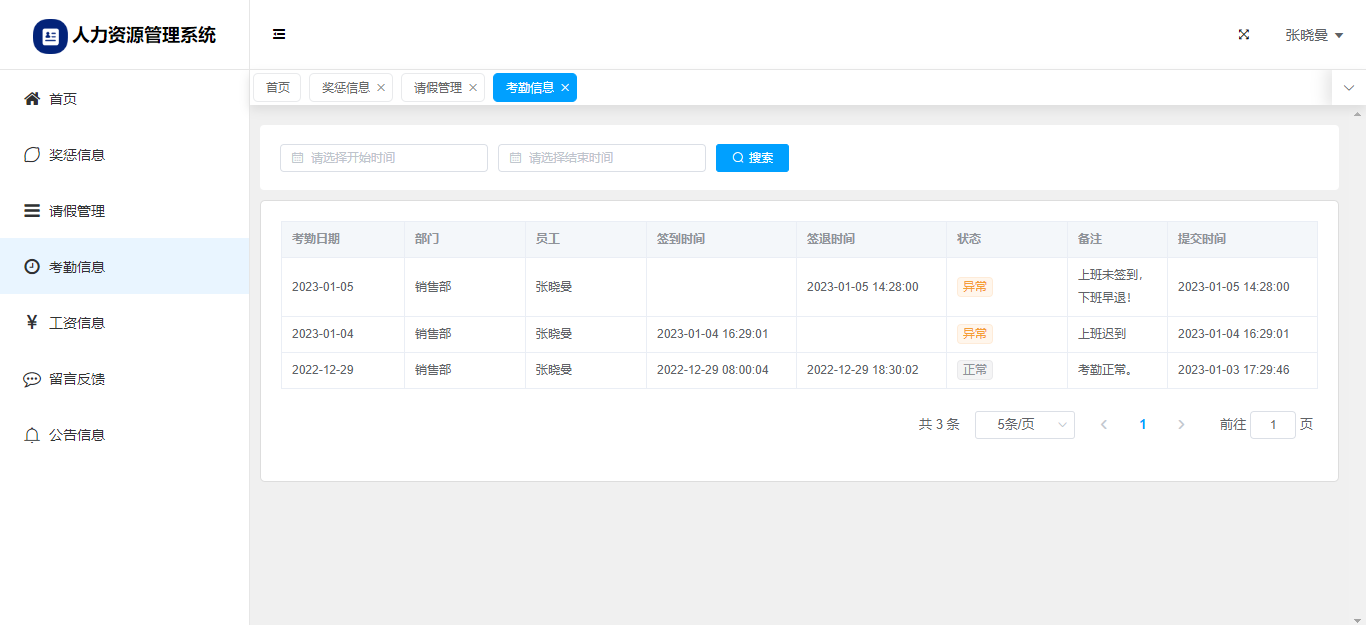 人力资源管理系统
张晓曼
首页
奖惩信息
请假管理
考勤信息
工资信息
留言反馈
公告信息
首页 奖惩信息 请假管理 考勤信息
请选择开始时间 请选择结束时间 搜索
考勤日期 部门 员工 签到时间 签退时间 状态 备注 提交时间
2023-01-05 销售部 张晓曼 2023-01-05 14:28:00 异常 上班未签到, 2023-01-05 14:28:00
下班早退!
2023-01-04 销售部 张晓曼 2023-01-04 16:29:01 异常 上班迟到 2023-01-04 16:29:01
2022-12-29 销售部 张晓曼 2022-12-29 08:00:04 2022-12-29 18:30:02 正常 考勤正常。 2023-01-03 17:29:46
共 3 条 5条/页 1 前往 1 页